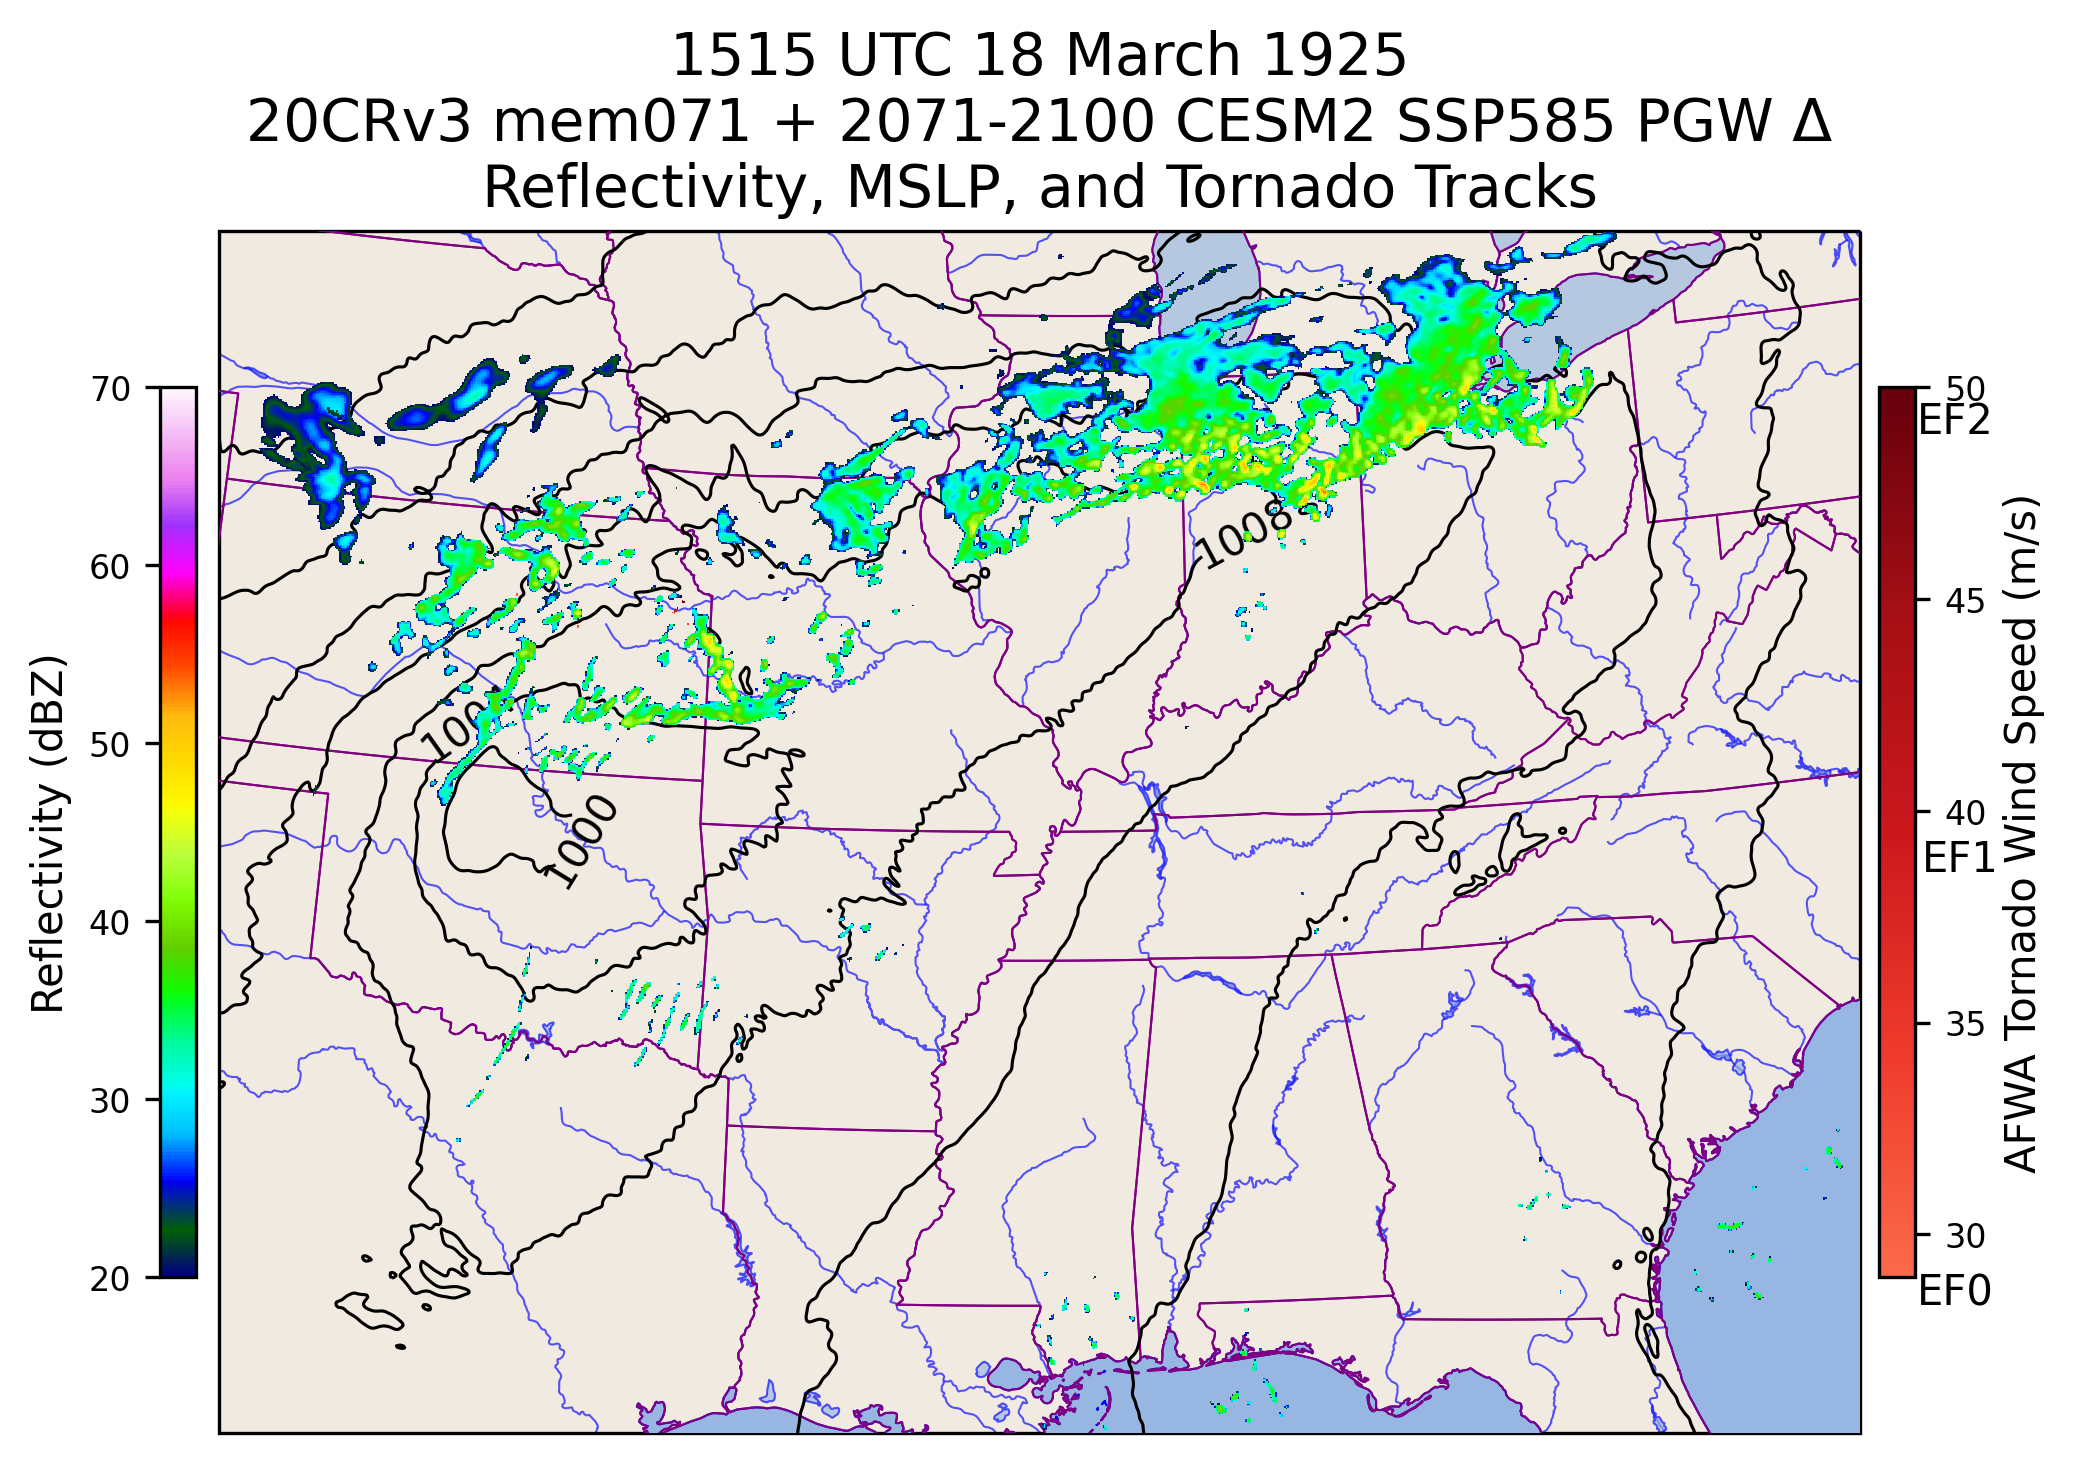 1515 UTC 18 March 1925
20CRv3 mem071 + 2071-2100 CESM2 SSP585 PGW Δ
Reflectivity, MSLP, and Tornado Tracks
70
60
50
40
30
20
Reflectivity (dBZ)
1008
1000
50
EF2
45
40
EF1
35
30
EF0
AFWA Tornado Wind Speed (m/s)